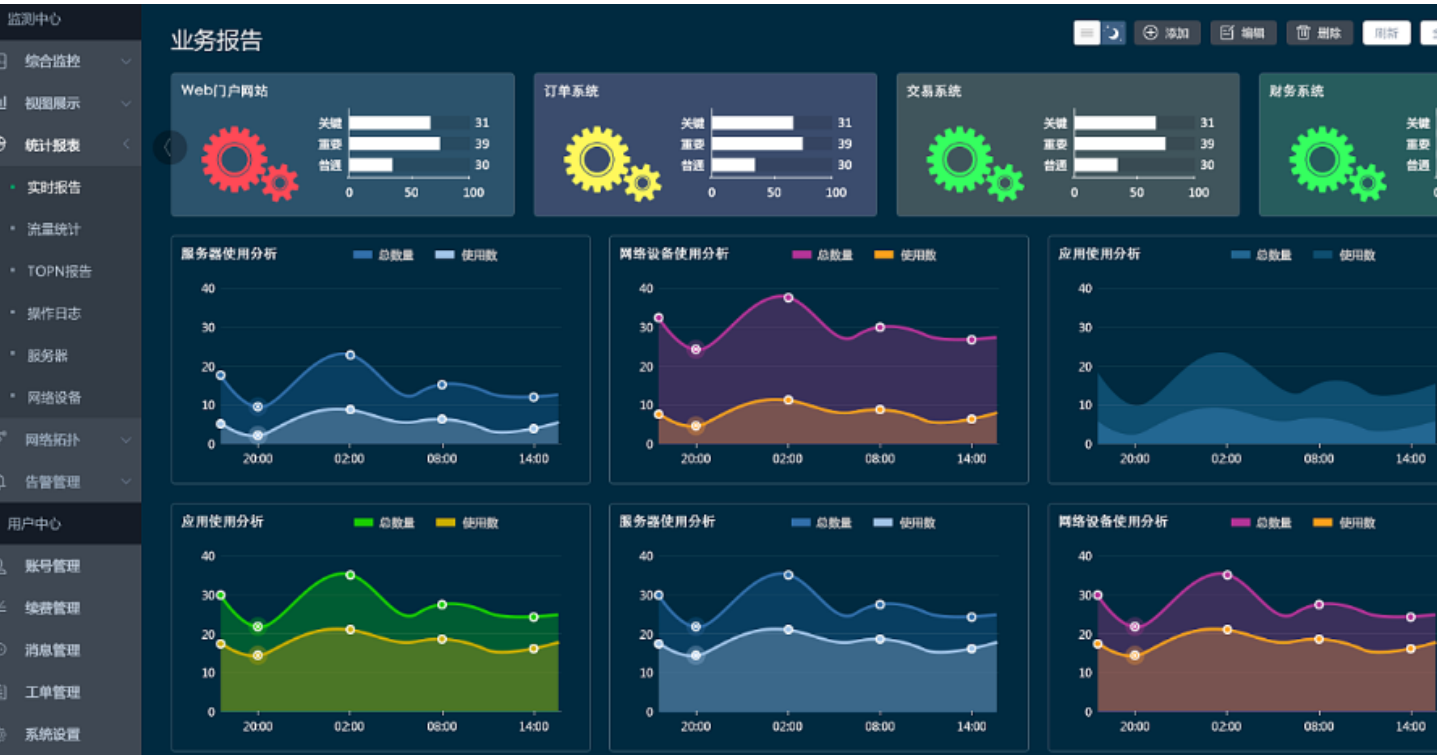 监测中心
综合监控
视图展示
统计报表
实时报告
流量统计
TOPN报告
操作日志
服务器
网络设备
网络拓扑
告警管理
用户中心
账号管理
续费管理
消息管理
工单管理
系统设置
业务报告
添加
编辑
删除
刷新
Web门户网站
关键 31
重要 39
普通 30
0 50 100
订单系统
关键 31
重要 39
普通 30
0 50 100
交易系统
关键 31
重要 39
普通 30
0 50 100
财务系统
关键
重要
普通
服务器使用分析 总数量 使用数
40
30
20
10
0
20:00 02:00 08:00 14:00
网络设备使用分析 总数量 使用数
40
30
20
10
0
20:00 02:00 08:00 14:00
应用使用分析 总数量 使用数
40
30
20
10
0
20:00 02:00 08:00 14:00
应用使用分析 总数量 使用数
40
30
20
10
0
20:00 02:00 08:00 14:00
服务器使用分析 总数量 使用数
40
30
20
10
0
20:00 02:00 08:00 14:00
网络设备使用分析 总数量 使用数
40
30
20
10
0
20:00 02:00 08:00 14:00